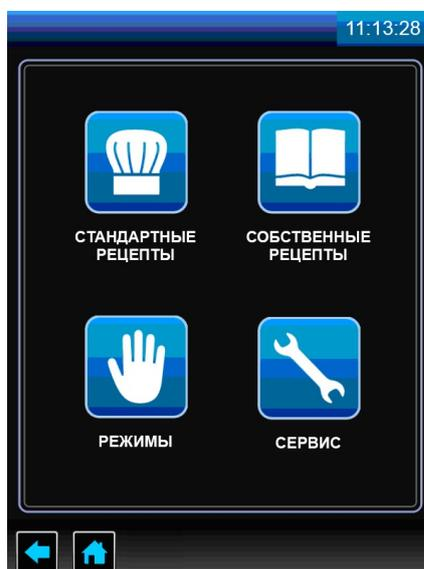 11:13:28
СТАНДАРТНЫЕ
РЕЦЕПТЫ
СОБСТВЕННЫЕ
РЕЦЕПТЫ
РЕЖИМЫ
СЕРВИС